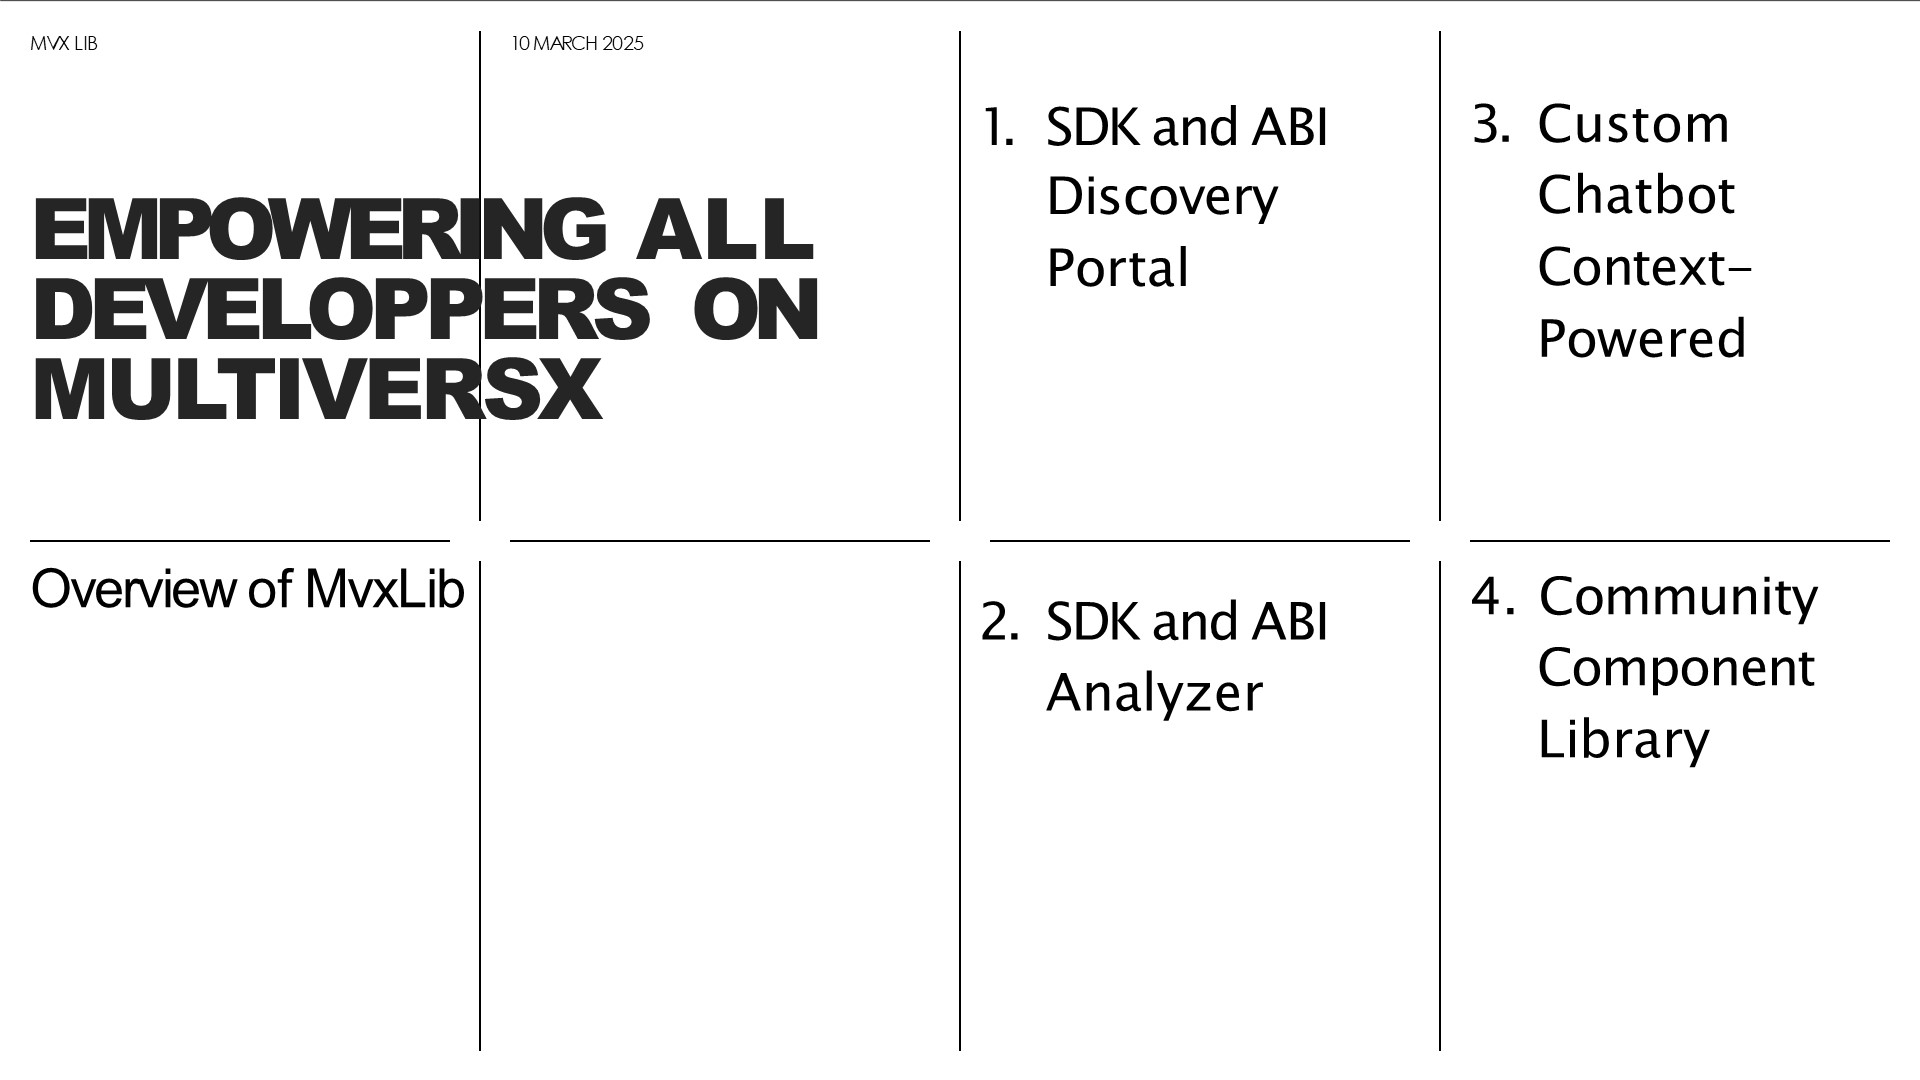 MVX LIB
10 MARCH 2025
EMPOWERING ALL
DEVELOPPERS ON
MULTIVERSX
Overview of MvxLib
1. SDK and ABI
Discovery
Portal
2. SDK and ABI
Analyzer
3. Custom
Chatbot
Context-
Powered
4. Community
Component
Library